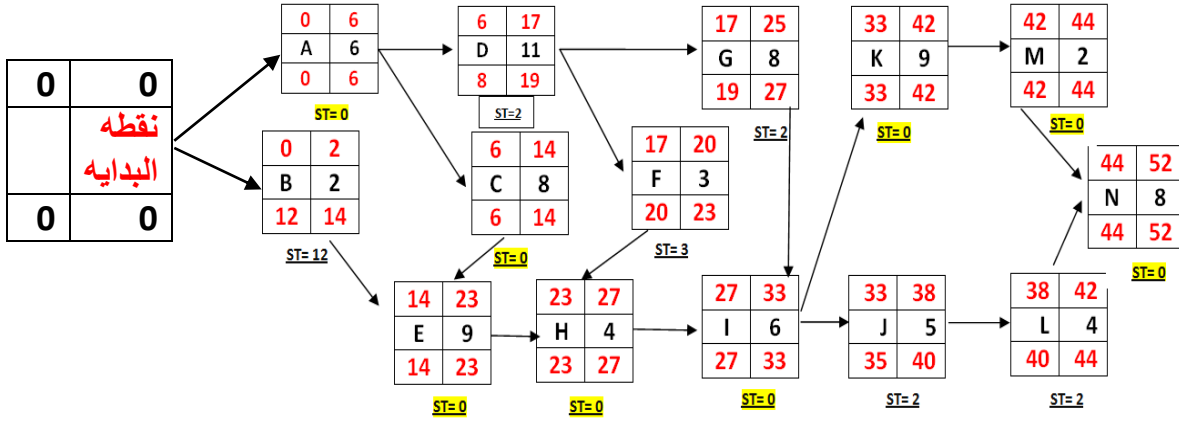 0 0
نقطه
البدايه
0 0
0 6
A 6
0 6
ST= 0
0 2
B 2
12 14
ST= 12
6 17
D 11
8 19
ST=2
6 14
C 8
6 14
ST= 0
17 20
F 3
20 23
ST= 3
17 25
G 8
19 27
ST= 2
14 23
E 9
14 23
ST= 0
23 27
H 4
23 27
ST= 0
27 33
I 6
27 33
ST= 0
33 42
K 9
33 42
ST= 0
33 38
J 5
35 40
ST= 2
42 44
M 2
42 44
ST= 0
38 42
L 4
40 44
ST= 2
44 52
N 8
44 52
ST= 0